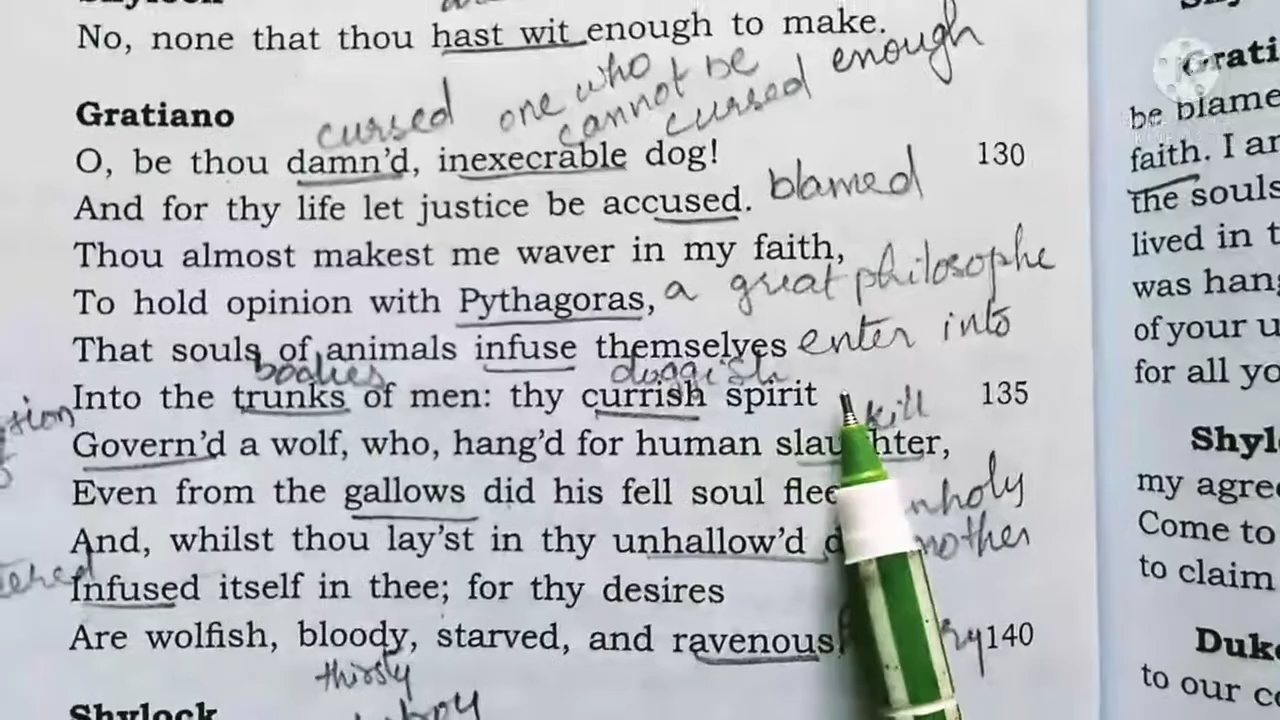 No, none that thou hast wit enough to make.
cursed one who cannot be cursed enough
Gratiano
O, be thou damn'd, inexecrable dog! 130
And for thy life let justice be accused. blamed
Thou almost makest me waver in my faith,
To hold opinion with Pythagoras, a great philosophe
That souls of animals infuse themselves enter into
bodies doggish
Into the trunks of men: thy currish spirit 135
kill
Govern'd a wolf, who, hang'd for human slaughter,
Even from the gallows did his fell soul flee
nholy
And, whilst thou lay'st in thy unhallow'd d
mother
Infused itself in thee; for thy desires
Are wolfish, bloody, starved, and ravenous 140
thirsty
Shylock
Grati
be blame
faith. I ar
the souls
lived in t
was hang
of your u
for all yo
Shyl
my agree
Come to
to claim
Duke
to our co